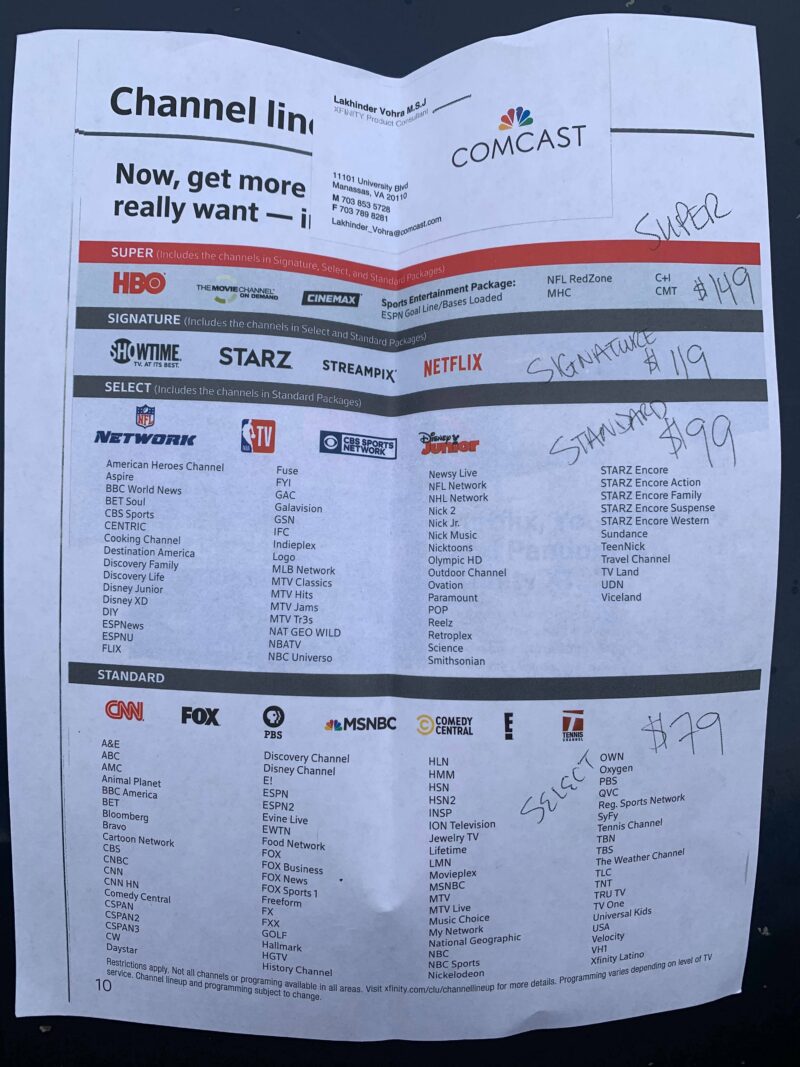 Channel line
Lakhinder Vohra M.S.J
XFINITY Product Consultant
COMCAST
11101 University Blvd
Manassas, VA 20110
M 703 853 5728
F 703 789 8281
Lakhinder_Vohra@comcast.com
Now, get more
really want — i
SUPER
SUPER (Includes the channels in Signature, Select, and Standard Packages)
HBO
THE MOVIE CHANNEL
ON DEMAND
CINEMAX
Sports Entertainment Package:
ESPN Goal Line/Bases Loaded
NFL RedZone
MHC
C+I
CMT
$149
SIGNATURE (Includes the channels in Select and Standard Packages)
SHOWTIME
TV. AT ITS BEST.
STARZ
STREAMPIX
NETFLIX
SIGNATURE
$119
SELECT (Includes the channels in Standard Packages)
NFL
NETWORK
NBA TV
CBS SPORTS
NETWORK
Disney
Junior
STANDARD
$99
American Heroes Channel
Aspire
BBC World News
BET Soul
CBS Sports
CENTRIC
Cooking Channel
Destination America
Discovery Family
Discovery Life
Disney Junior
Disney XD
DIY
ESPNews
ESPNU
FLIX
Fuse
FYI
GAC
Galavision
GSN
IFC
Indieplex
Logo
MLB Network
MTV Classics
MTV Hits
MTV Jams
MTV Tr3s
NAT GEO WILD
NBATV
NBC Universo
Newsy Live
NFL Network
NHL Network
Nick 2
Nick Jr.
Nick Music
Nicktoons
Olympic HD
Outdoor Channel
Ovation
Paramount
POP
Reelz
Retroplex
Science
Smithsonian
STARZ Encore
STARZ Encore Action
STARZ Encore Family
STARZ Encore Suspense
STARZ Encore Western
Sundance
TeenNick
Travel Channel
TV Land
UDN
Viceland
STANDARD
CNN
FOX
PBS
MSNBC
COMEDY
CENTRAL
E!
TENNIS
CHANNEL
$79
SELECT
A&E
ABC
AMC
Animal Planet
BBC America
BET
Bloomberg
Bravo
Cartoon Network
CBS
CNBC
CNN
CNN HN
Comedy Central
CSPAN
CSPAN2
CSPAN3
CW
Daystar
Discovery Channel
Disney Channel
E!
ESPN
ESPN2
Evine Live
EWTN
Food Network
FOX
FOX Business
FOX News
FOX Sports 1
Freeform
FX
FXX
GOLF
Hallmark
HGTV
History Channel
HLN
HMM
HSN
HSN2
INSP
ION Television
Jewelry TV
Lifetime
LMN
Movieplex
MSNBC
MTV
MTV Live
Music Choice
My Network
National Geographic
NBC
NBC Sports
Nickelodeon
OWN
Oxygen
PBS
QVC
Reg. Sports Network
SyFy
Tennis Channel
TBN
TBS
The Weather Channel
TLC
TNT
TRU TV
TV One
Universal Kids
USA
Velocity
VH1
Xfinity Latino
Restrictions apply. Not all channels or programing available in all areas. Visit xfinity.com/clu/channellineup for more details. Programming varies depending on level of TV
service. Channel lineup and programming subject to change.
10